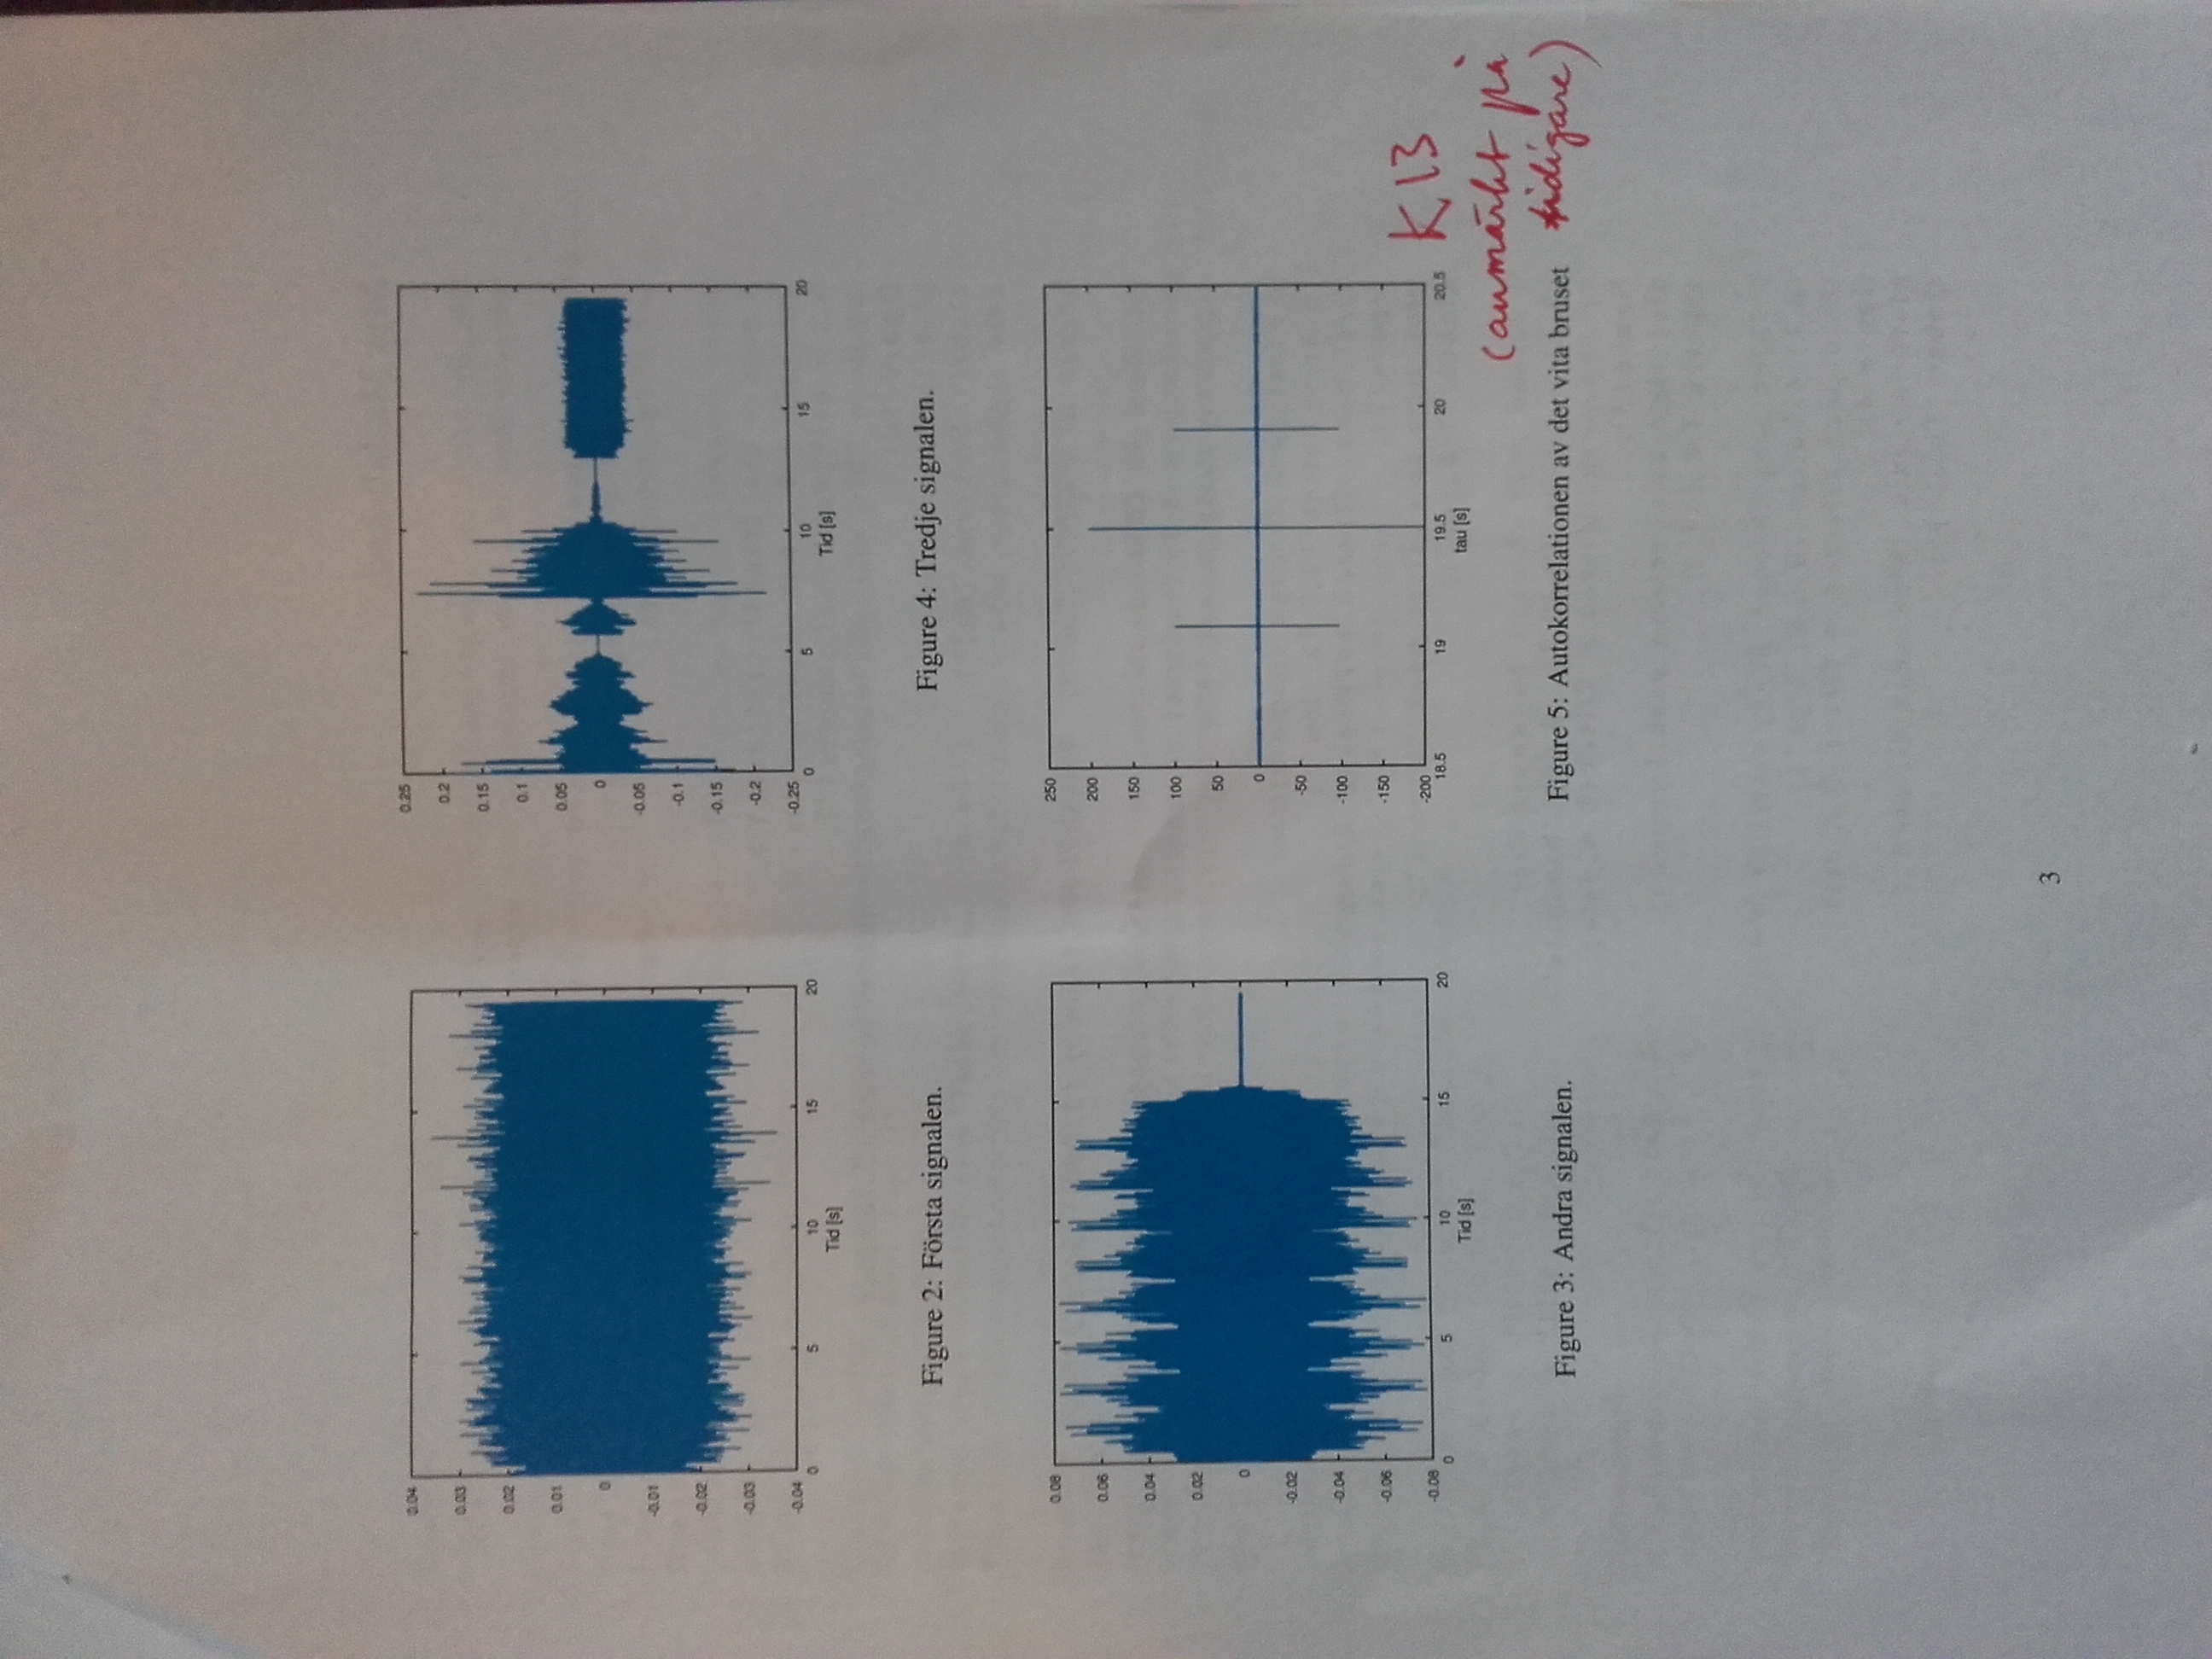 0.04
0.03
0.02
0.01
0
-0.01
-0.02
-0.03
-0.04
0 5 10 15 20
Tid [s]
Figure 2: Första signalen.
0.25
0.2
0.15
0.1
0.05
0
-0.05
-0.1
-0.15
-0.2
-0.25
0 5 10 15 20
Tid [s]
Figure 4: Tredje signalen.
0.08
0.06
0.04
0.02
0
-0.02
-0.04
-0.06
-0.08
0 5 10 15 20
Tid [s]
Figure 3: Andra signalen.
250
200
150
100
50
0
-50
-100
-150
-200
18.5 19 19.5 20 20.5
tau [s]
Figure 5: Autokorrelationen av det vita bruset
K13
(anmärkt på
tidigare)
3